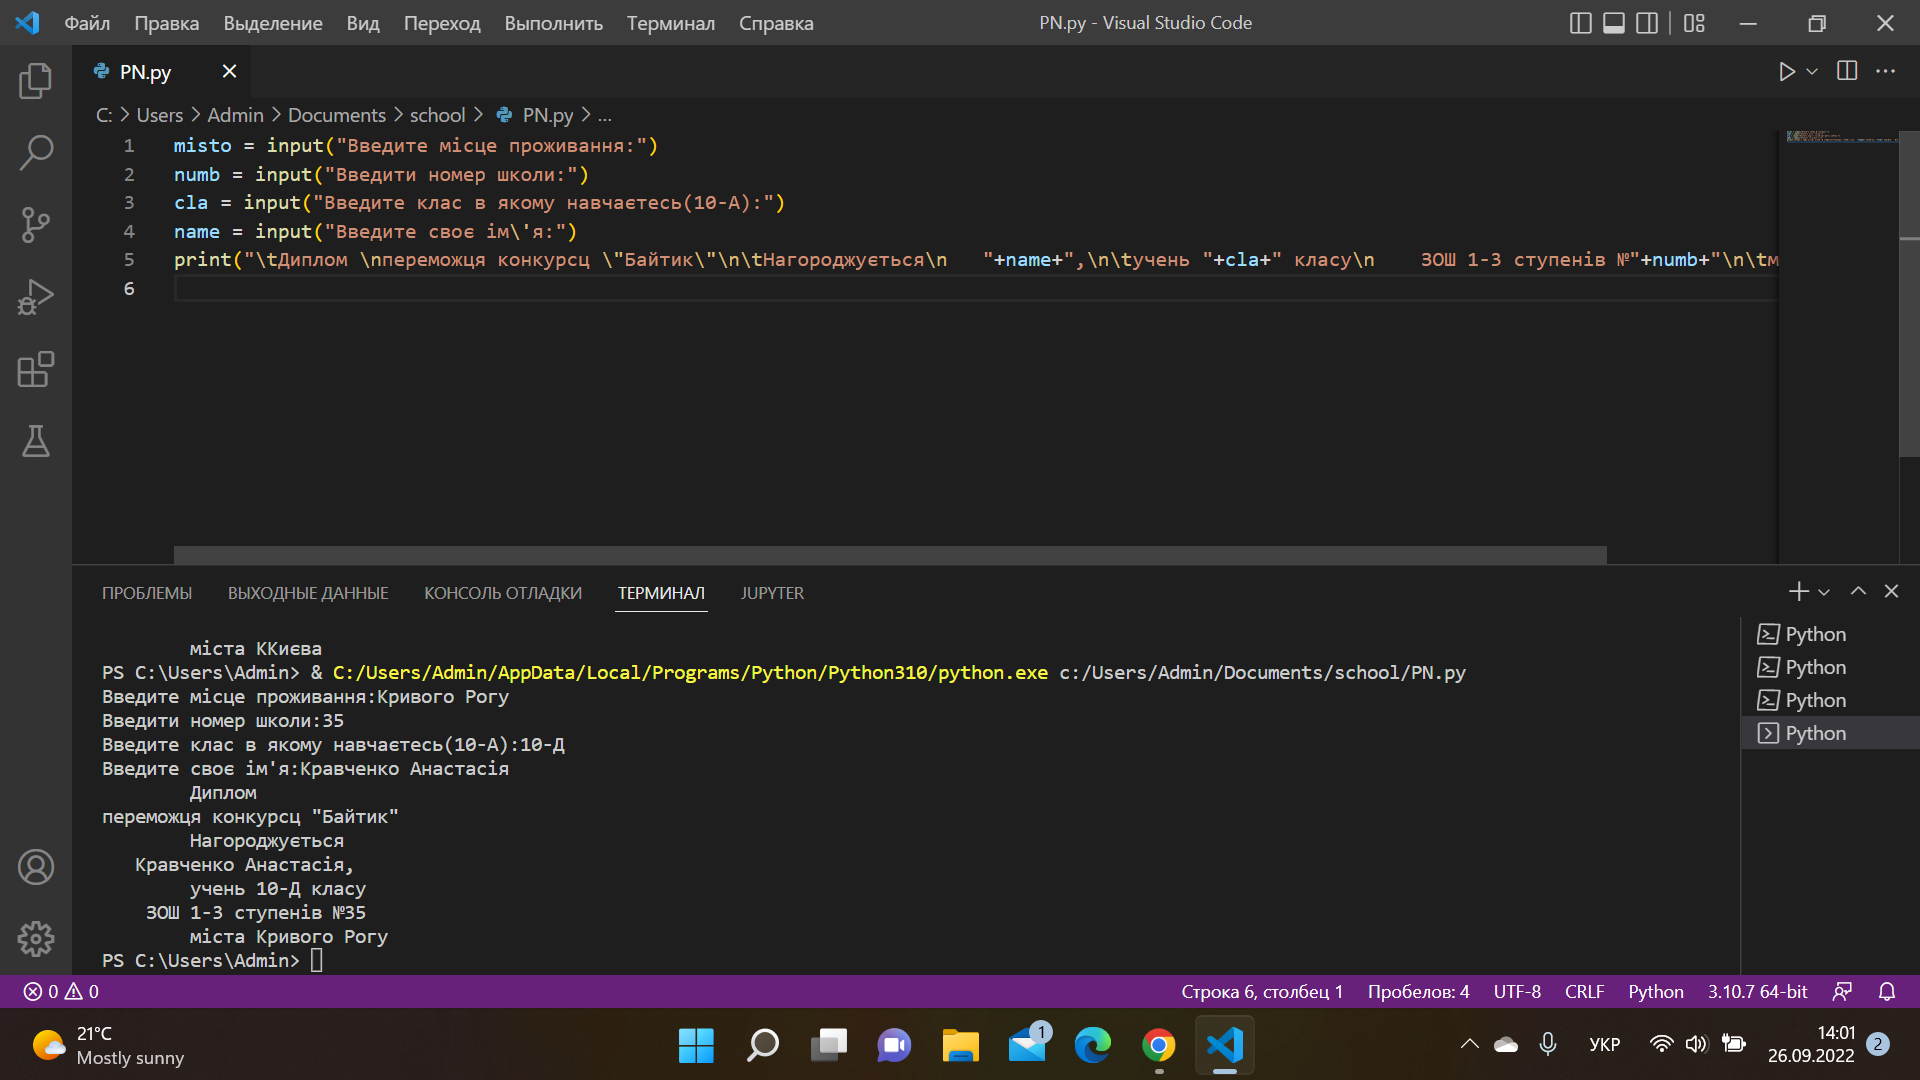 Файл Правка Выделение Вид Переход Выполнить Терминал Справка PN.py - Visual Studio Code
PN.py
C: > Users > Admin > Documents > school > PN.py > ...
1 misto = input("Введите місце проживання:")
2 numb = input("Введити номер школи:")
3 cla = input("Введите клас в якому навчаєтесь(10-А):")
4 name = input("Введите своє ім\'я:")
5 print("\tДиплом \nпереможця конкурсц \"Байтик\"\n\tНагороджується\n   "+name+",\n\tучень "+cla+" класу\n    ЗОШ 1-3 ступенів №"+numb+"\n\tм
6
ПРОБЛЕМЫ ВЫХОДНЫЕ ДАННЫЕ КОНСОЛЬ ОТЛАДКИ ТЕРМИНАЛ JUPYTER
міста ККиєва
PS C:\Users\Admin> & C:/Users/Admin/AppData/Local/Programs/Python/Python310/python.exe c:/Users/Admin/Documents/school/PN.py
Введите місце проживання:Кривого Рогу
Введити номер школи:35
Введите клас в якому навчаєтесь(10-А):10-Д
Введите своє ім'я:Кравченко Анастасія
Диплом
переможця конкурсц "Байтик"
Нагороджується
Кравченко Анастасія,
учень 10-Д класу
ЗОШ 1-3 ступенів №35
міста Кривого Рогу
PS C:\Users\Admin>
Python
Python
Python
Python
0 0 Строка 6, столбец 1 Пробелов: 4 UTF-8 CRLF Python 3.10.7 64-bit
21°C
Mostly sunny
1
УКР
14:01
26.09.2022
2